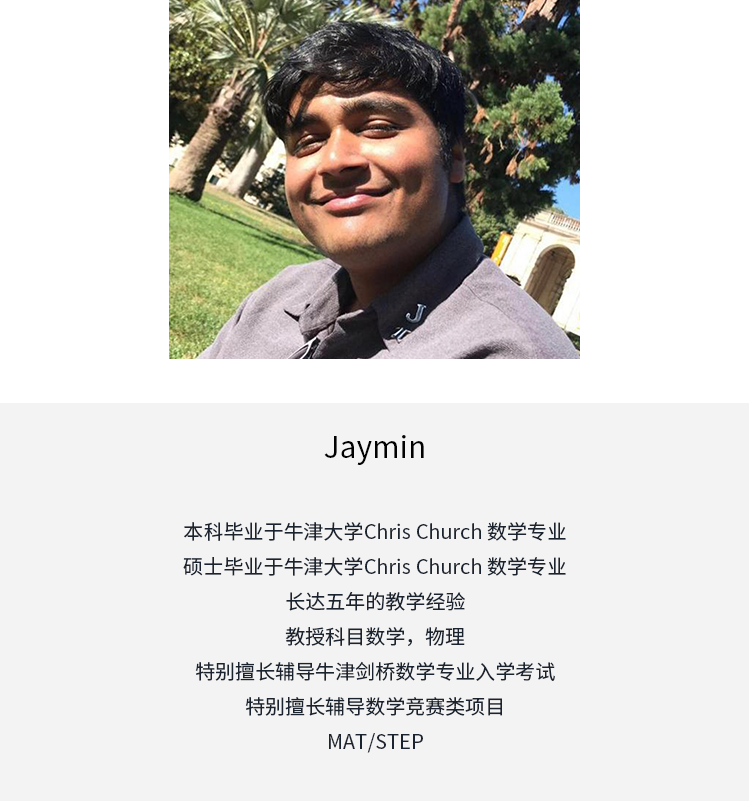 J
Jaymin
本科毕业于牛津大学Chris Church 数学专业
硕士毕业于牛津大学Chris Church 数学专业
长达五年的教学经验
教授科目数学，物理
特别擅长辅导牛津剑桥数学专业入学考试
特别擅长辅导数学竞赛类项目
MAT/STEP